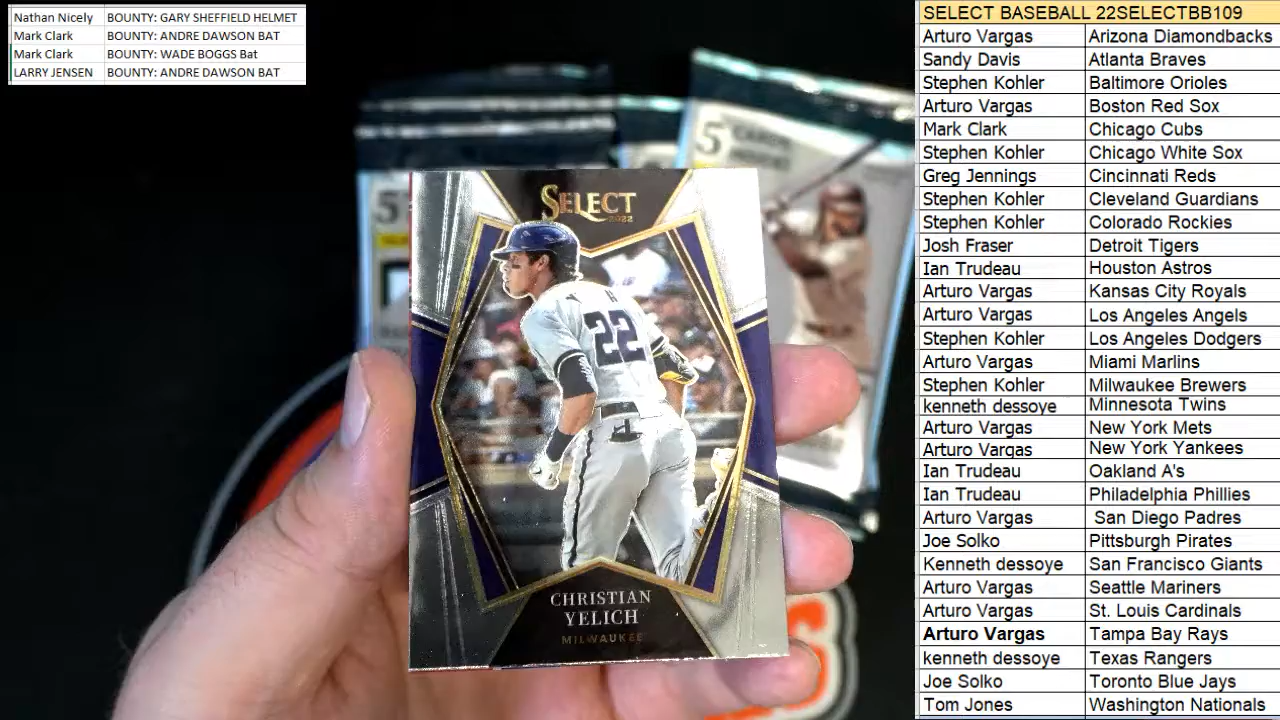 Nathan Nicely BOUNTY: GARY SHEFFIELD HELMET
Mark Clark BOUNTY: ANDRE DAWSON BAT
Mark Clark BOUNTY: WADE BOGGS Bat
LARRY JENSEN BOUNTY: ANDRE DAWSON BAT
SELECT BASEBALL 22SELECTBB109
Arturo Vargas Arizona Diamondbacks
Sandy Davis Atlanta Braves
Stephen Kohler Baltimore Orioles
Arturo Vargas Boston Red Sox
Mark Clark Chicago Cubs
Stephen Kohler Chicago White Sox
Greg Jennings Cincinnati Reds
Stephen Kohler Cleveland Guardians
Stephen Kohler Colorado Rockies
Josh Fraser Detroit Tigers
Ian Trudeau Houston Astros
Arturo Vargas Kansas City Royals
Arturo Vargas Los Angeles Angels
Stephen Kohler Los Angeles Dodgers
Arturo Vargas Miami Marlins
Stephen Kohler Milwaukee Brewers
kenneth dessoye Minnesota Twins
Arturo Vargas New York Mets
Arturo Vargas New York Yankees
Ian Trudeau Oakland A's
Ian Trudeau Philadelphia Phillies
Arturo Vargas San Diego Padres
Joe Solko Pittsburgh Pirates
Kenneth dessoye San Francisco Giants
Arturo Vargas Seattle Mariners
Arturo Vargas St. Louis Cardinals
Arturo Vargas Tampa Bay Rays
kenneth dessoye Texas Rangers
Joe Solko Toronto Blue Jays
Tom Jones Washington Nationals
5
5
SELECT
2022
22
CHRISTIAN
YELICH
MILWAUKEE